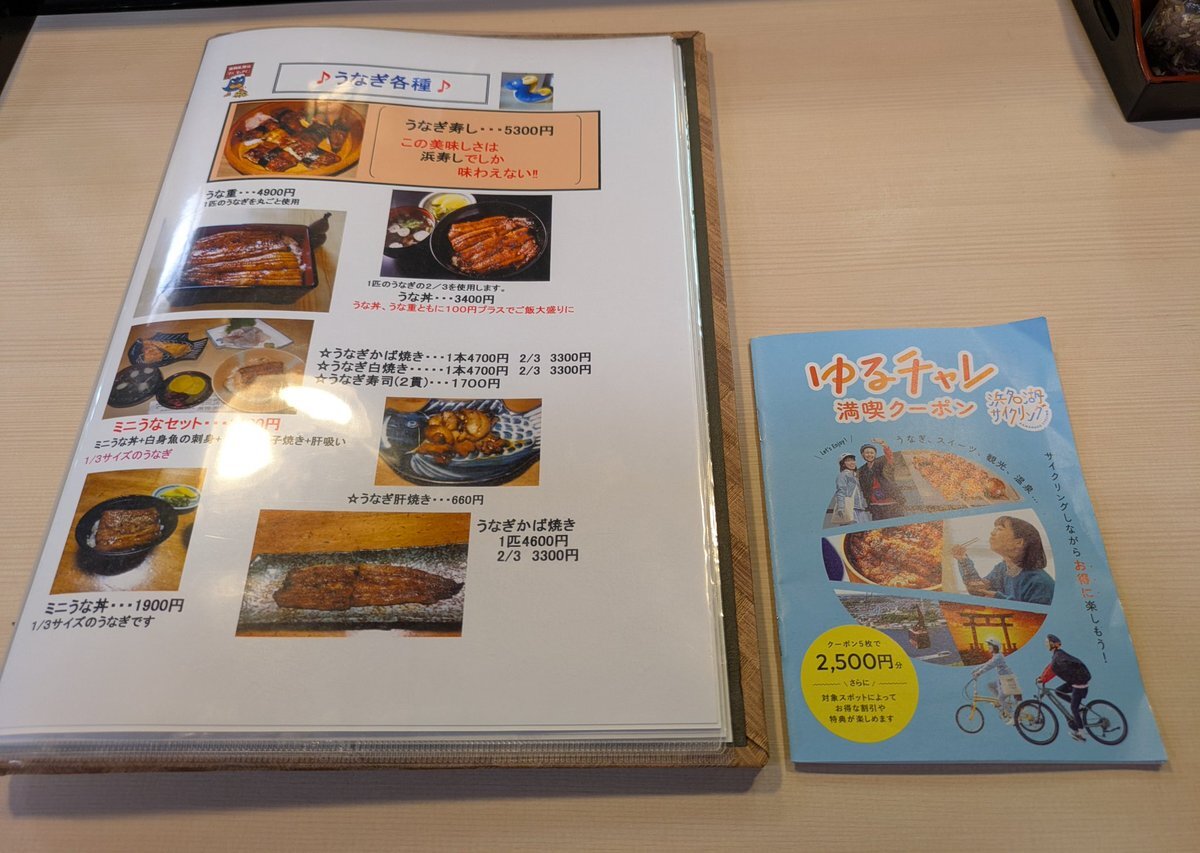 ♪うなぎ各種♪
うなぎ寿し・・・5300円
この美味しさは
浜寿しでしか
味わえない!!
うな重・・・4900円
1匹のうなぎを丸ごと使用
1匹のうなぎの2/3を使用します。
うな丼・・・3400円
うな丼、うな重ともに100円プラスでご飯大盛りに
☆うなぎかば焼き・・・1本4700円 2/3 3300円
☆うなぎ白焼き・・・・・1本4700円 2/3 3300円
☆うなぎ寿司(2貫)・・・1700円
ミニうなセット・・・ 円
ミニうな丼+白身魚の刺身+ 子焼き+肝吸い
1/3サイズのうなぎ
☆うなぎ肝焼き・・・660円
うなぎかば焼き
1匹4600円
2/3 3300円
ミニうな丼・・・1900円
1/3サイズのうなぎです
ゆるチャレ
満喫クーポン
浜名湖
サイクリング
Let's Enjoy!
うなぎ、スイーツ、観光、温泉…
サイクリングしながらお得に楽しもう!
クーポン5枚で
2,500円分
さらに
対象スポットによって
お得な割引や
特典が楽しめます